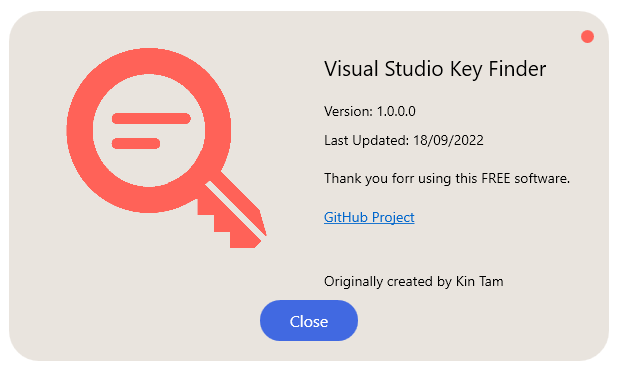 Visual Studio Key Finder
Version: 1.0.0.0
Last Updated: 18/09/2022
Thank you forr using this FREE software.
GitHub Project
Originally created by Kin Tam
Close